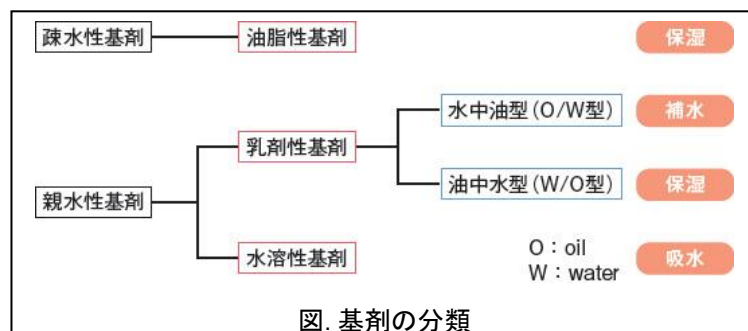 疎水性基剤 油脂性基剤 保湿
水中油型(O/W型) 補水
乳剤性基剤
油中水型(W/O型) 保湿
親水性基剤
水溶性基剤 O:oil 吸水
W:water
図. 基剤の分類